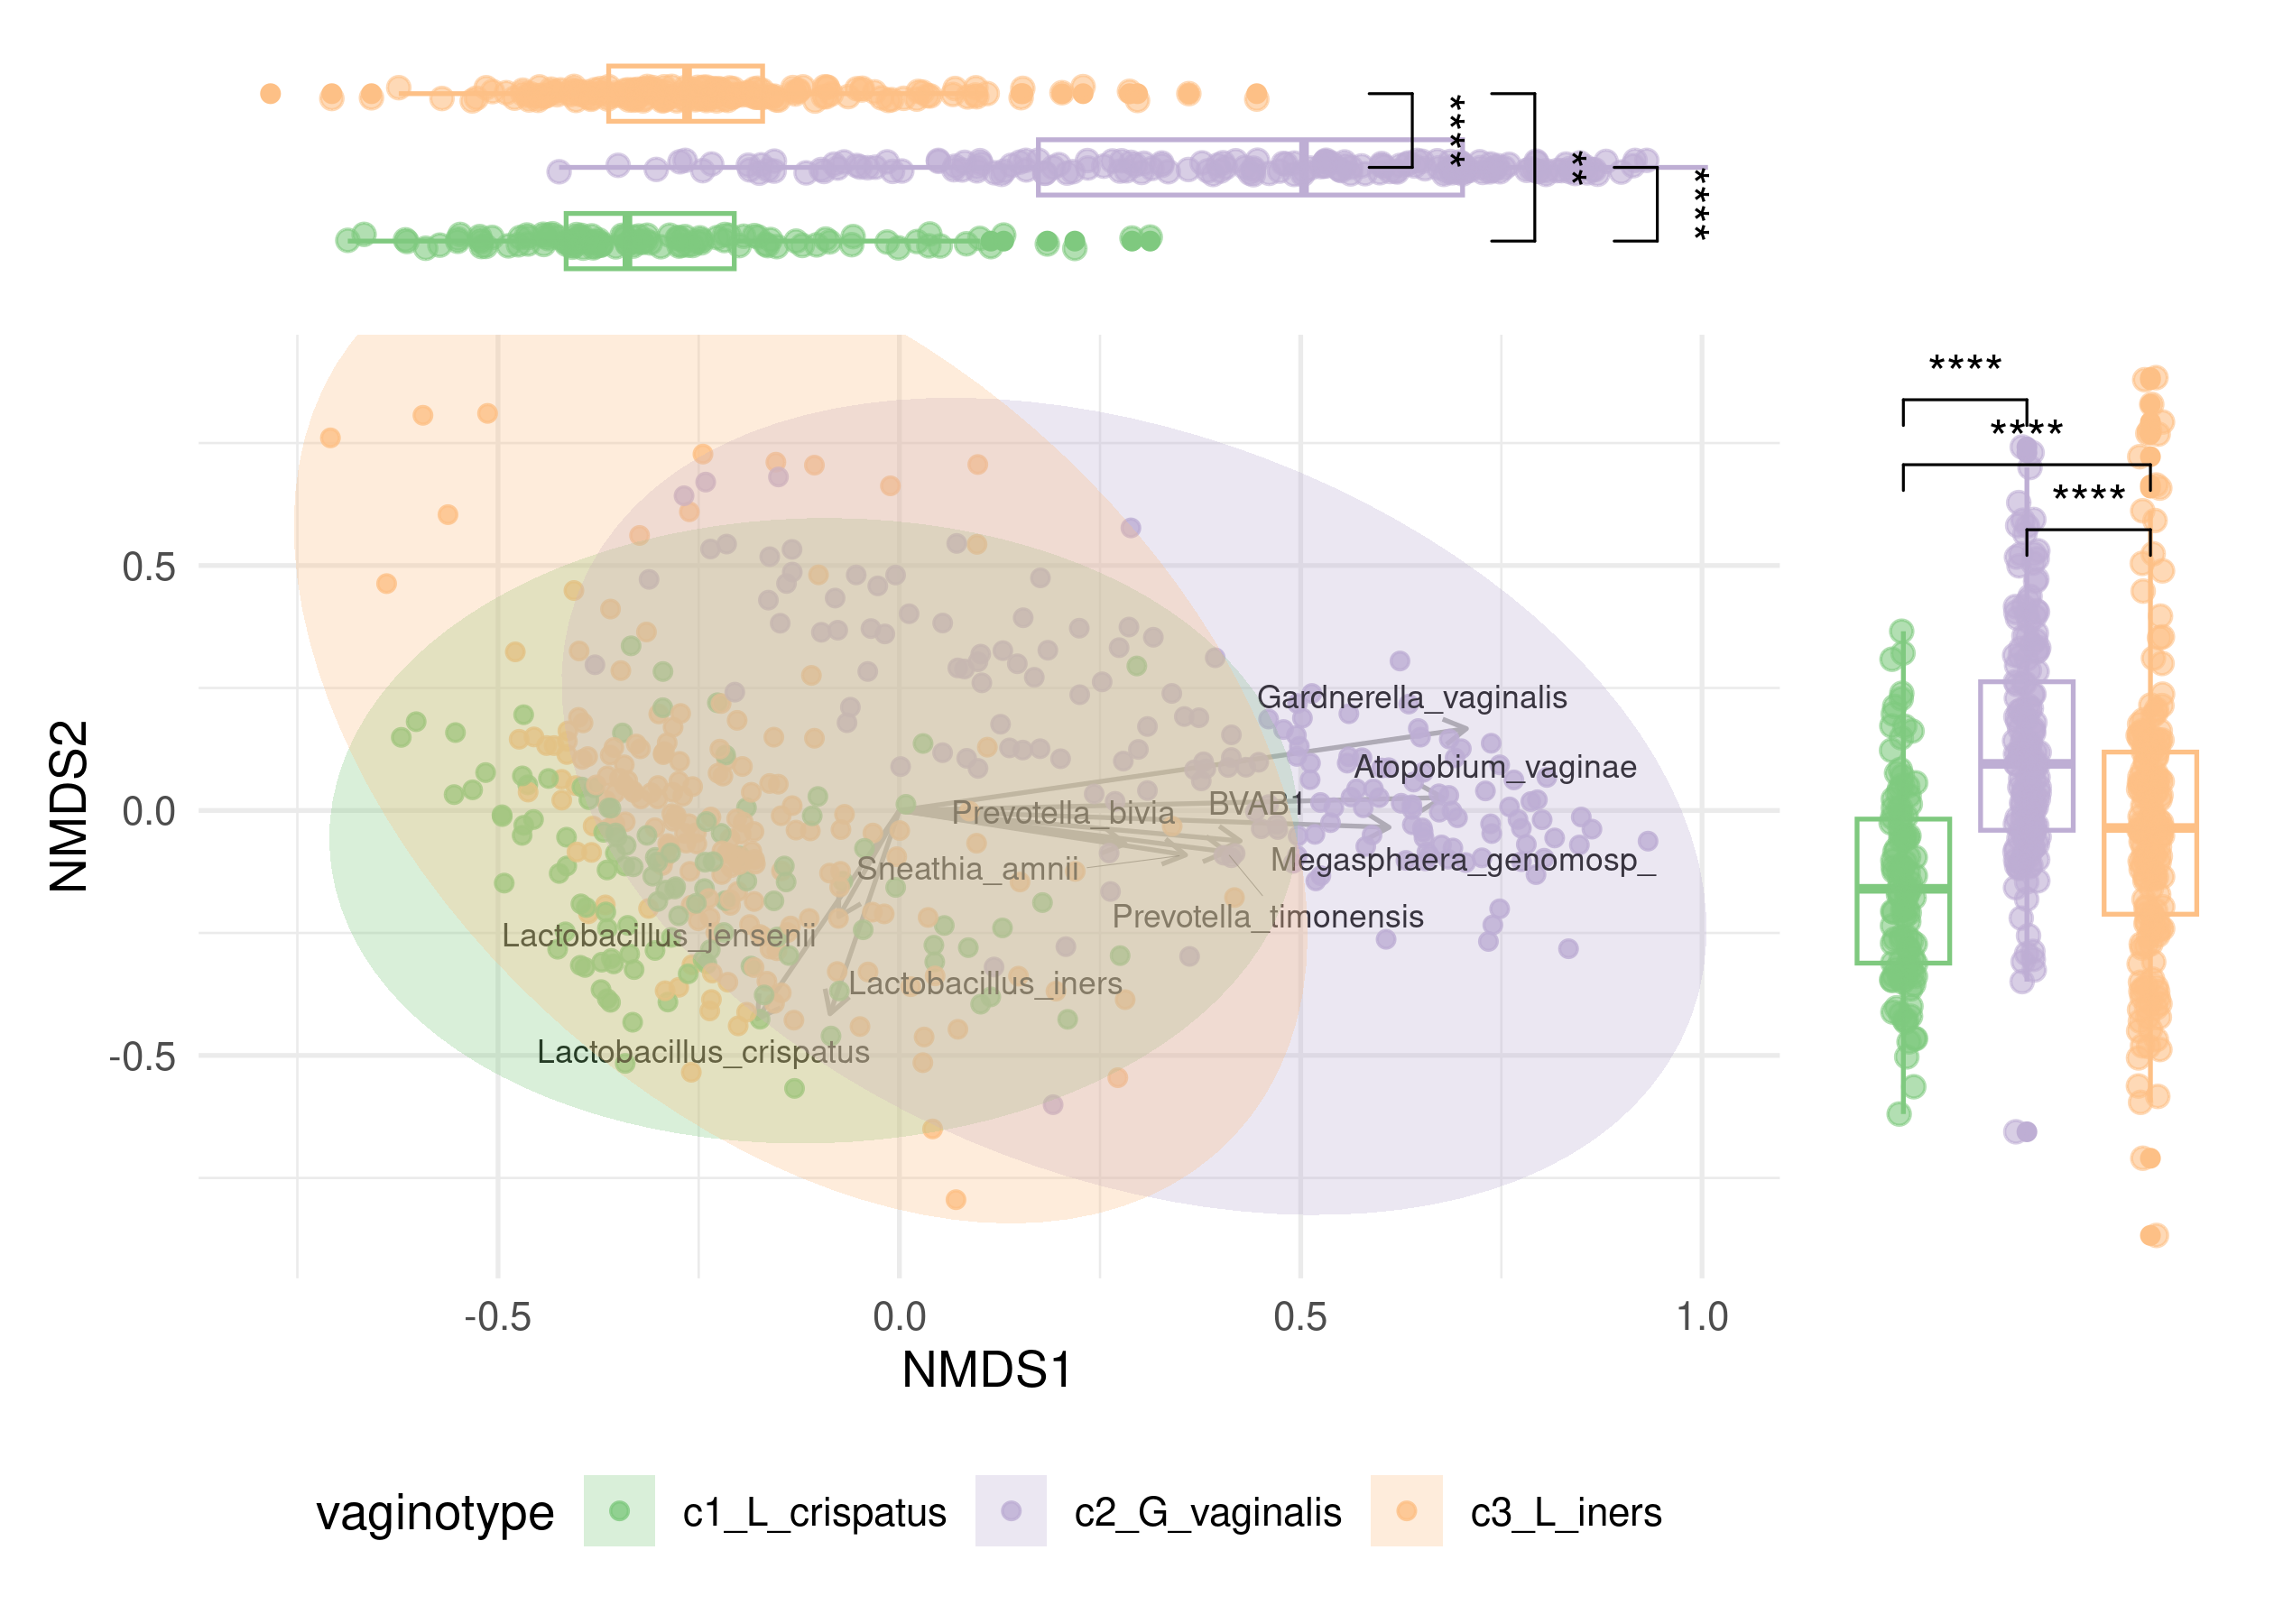 ****
**
****
****
****
****
Gardnerella_vaginalis
Atopobium_vaginae
BVAB1
Prevotella_bivia
Megasphaera_genomosp_
Sneathia_amnii
Prevotella_timonensis
Lactobacillus_jensenii
Lactobacillus_iners
Lactobacillus_crispatus
NMDS2
0.5
0.0
-0.5
-0.5 0.0 0.5 1.0
NMDS1
vaginotype c1_L_crispatus c2_G_vaginalis c3_L_iners